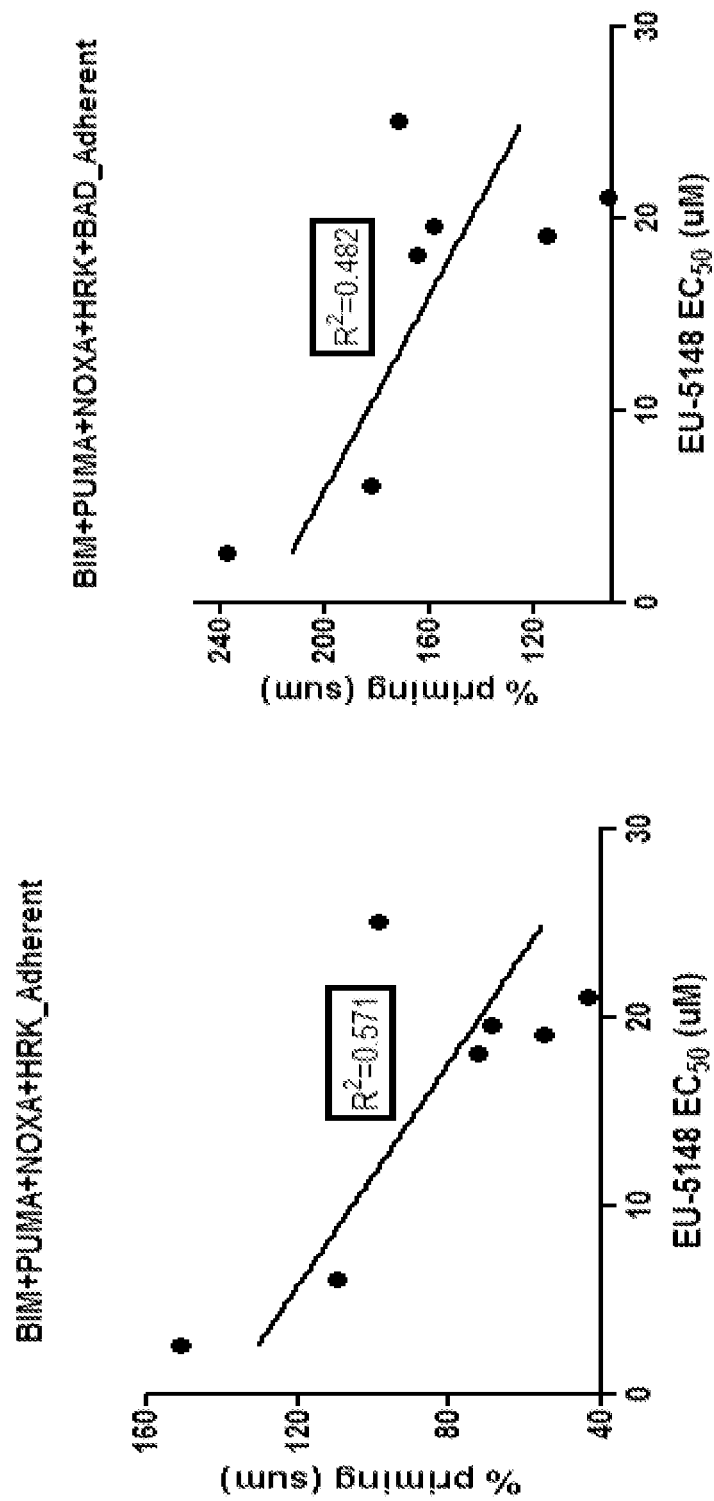 BIM+PUMA+NOXA+HRK_Adherent
% priming (sum)
160
120
80
40
R²=0.571
0
10
20
30
EU-5148 EC₅₀ (uM)
BIM+PUMA+NOXA+HRK+BAD_Adherent
% priming (sum)
240
200
160
120
R²=0.482
0
10
20
30
EU-5148 EC₅₀ (uM)